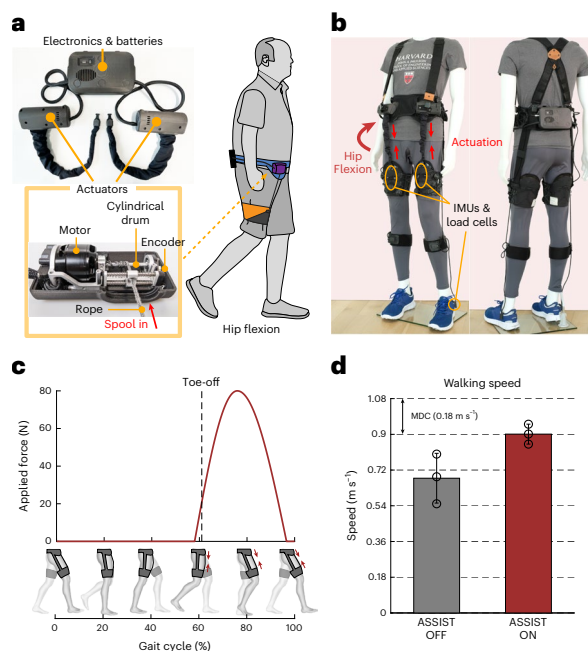 a
Electronics & batteries
Actuators
Cylindrical
drum
Motor
Encoder
Rope
Spool in
Hip flexion
b
HARVARD
Hip
Flexion
Actuation
IMUs &
load cells
c
Toe-off
Applied force (N)
80
60
40
20
0
0
20
40
60
80
100
Gait cycle (%)
d
Walking speed
MDC (0.18 m s⁻¹)
Speed (m s⁻¹)
1.08
0.9
0.72
0.54
0.36
0.18
0
ASSIST
OFF
ASSIST
ON